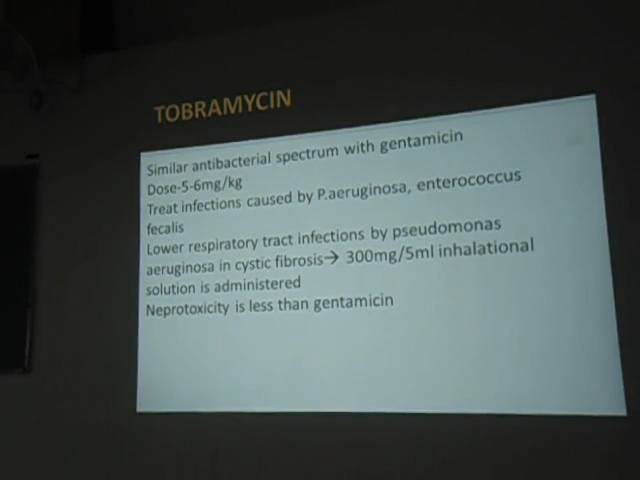 TOBRAMYCIN
Similar antibacterial spectrum with gentamicin
Dose-5-6mg/kg
Treat infections caused by P.aeruginosa, enterococcus
fecalis
Lower respiratory tract infections by pseudomonas
aeruginosa in cystic fibrosis→ 300mg/5ml inhalational
solution is administered
Neprotoxicity is less than gentamicin